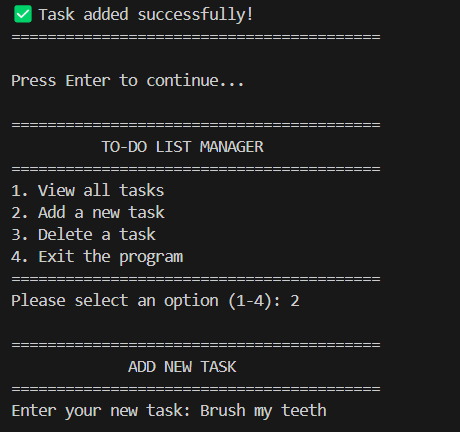 ✅ Task added successfully!
=========================================
Press Enter to continue...
=========================================
TO-DO LIST MANAGER
=========================================
1. View all tasks
2. Add a new task
3. Delete a task
4. Exit the program
=========================================
Please select an option (1-4): 2
=========================================
ADD NEW TASK
=========================================
Enter your new task: Brush my teeth